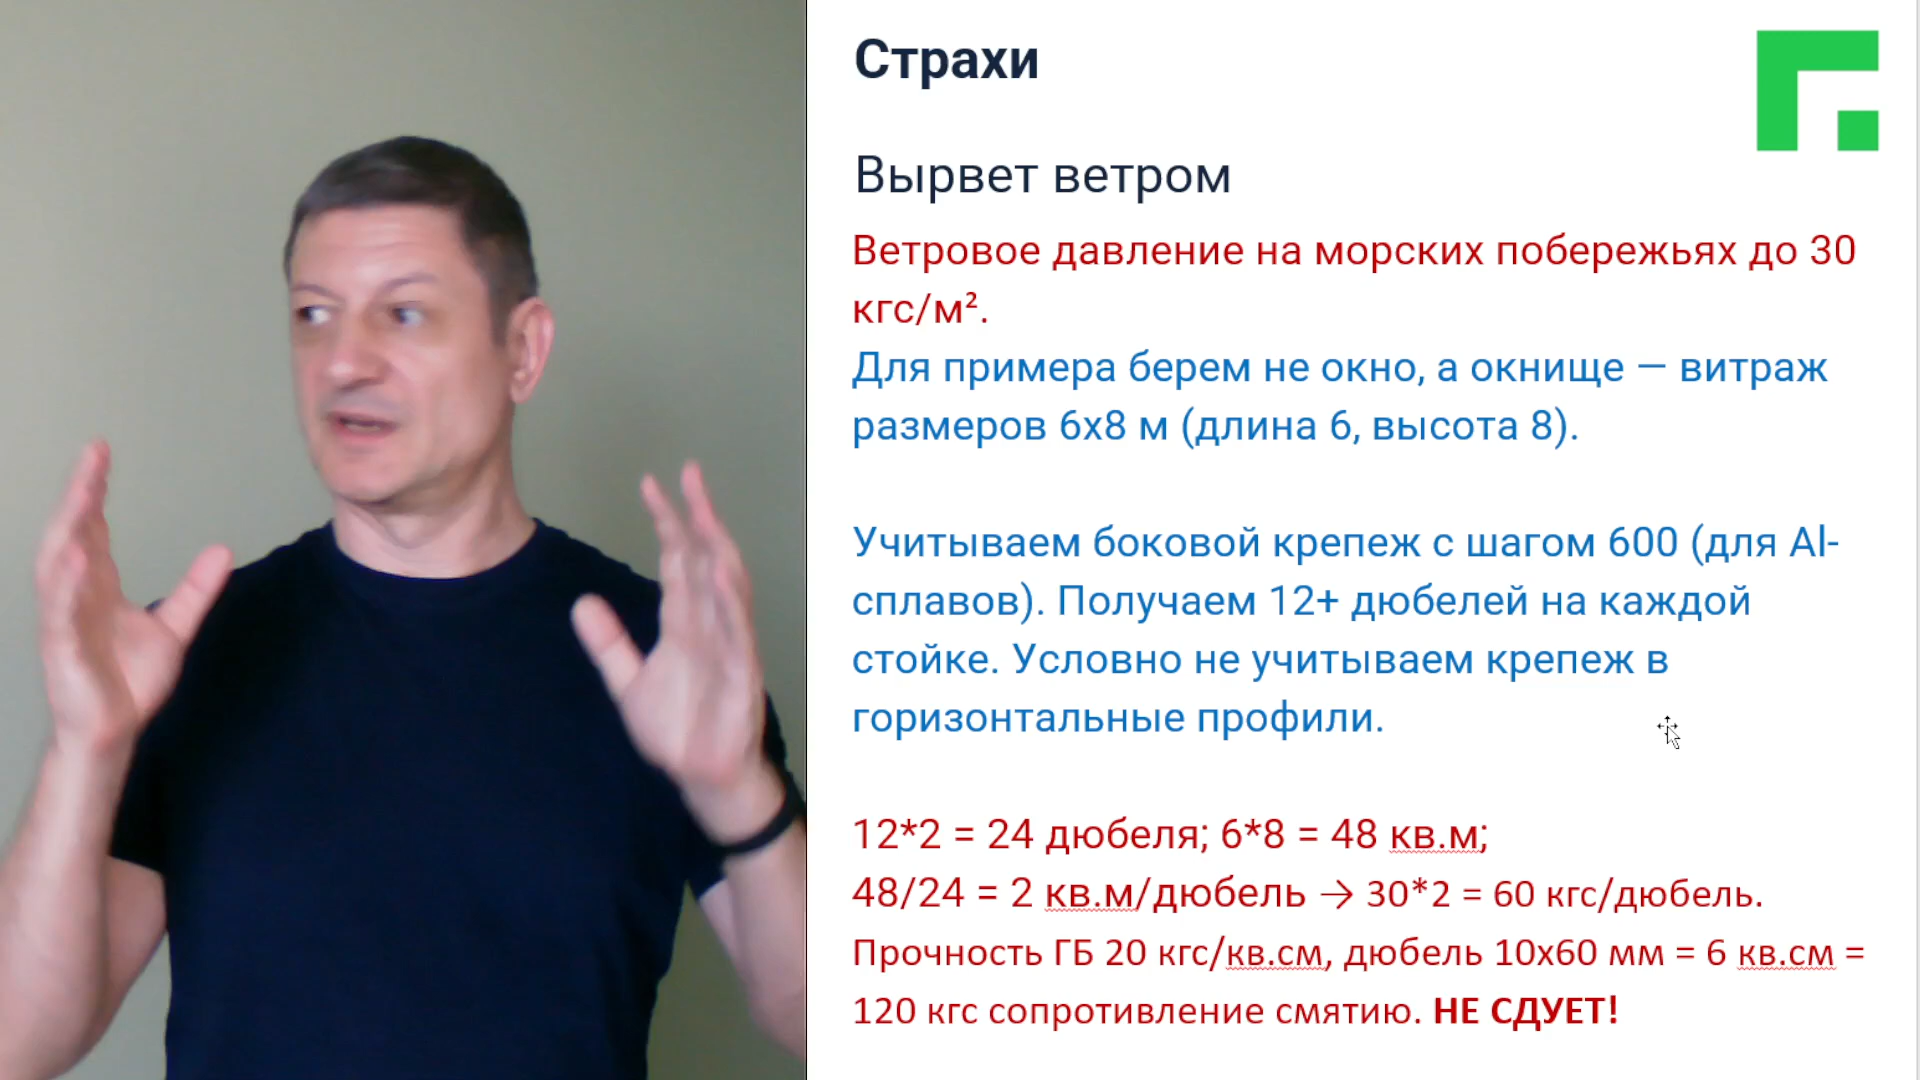 Страхи
Вырвет ветром
Ветровое давление на морских побережьях до 30
кгс/м².
Для примера берем не окно, а окнище — витраж
размеров 6х8 м (длина 6, высота 8).
Учитываем боковой крепеж с шагом 600 (для Al-
сплавов). Получаем 12+ дюбелей на каждой
стойке. Условно не учитываем крепеж в
горизонтальные профили.
12*2 = 24 дюбеля; 6*8 = 48 кв.м;
48/24 = 2 кв.м/дюбель → 30*2 = 60 кгс/дюбель.
Прочность ГБ 20 кгс/кв.см, дюбель 10х60 мм = 6 кв.см =
120 кгс сопротивление смятию. НЕ СДУЕТ!